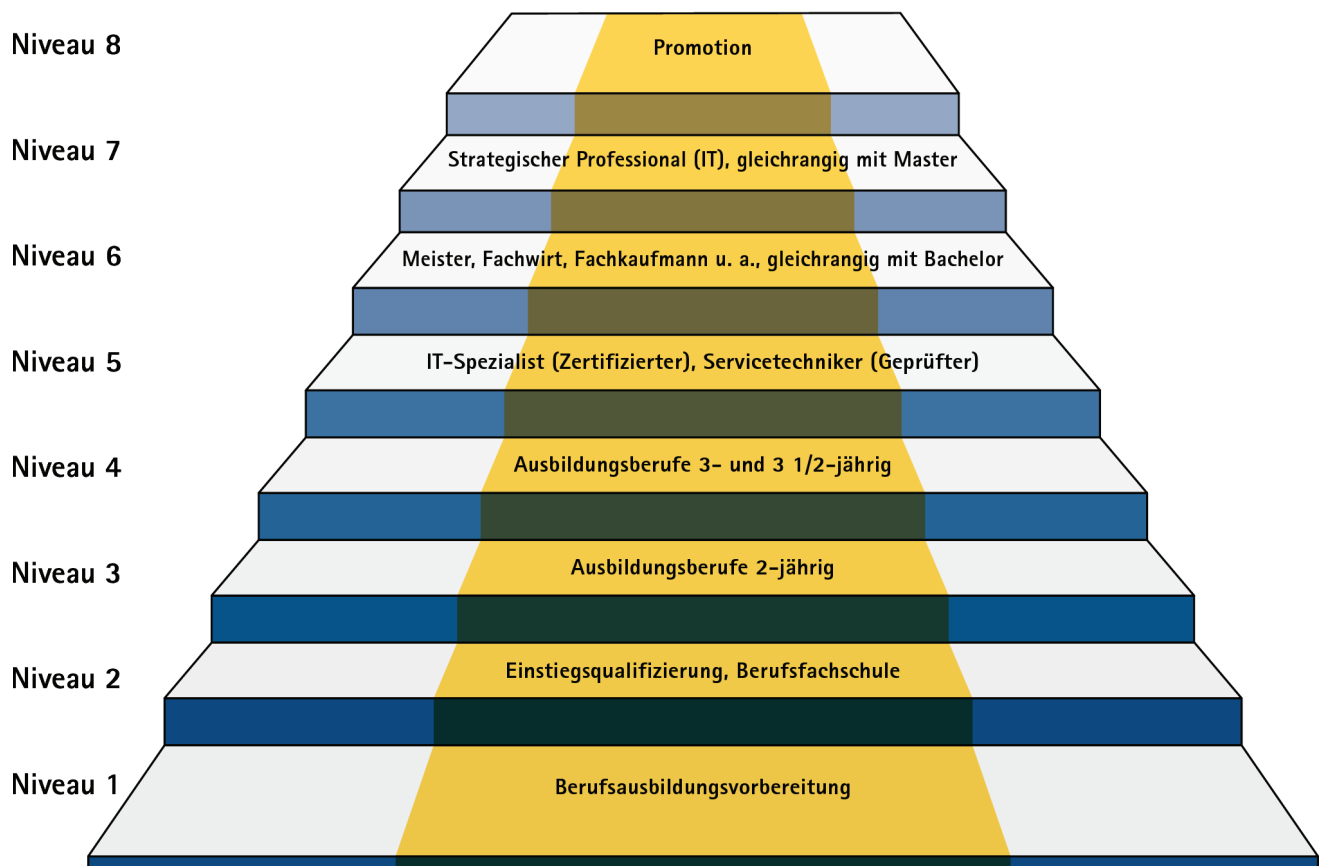 Niveau 8
Promotion
Niveau 7
Strategischer Professional (IT), gleichrangig mit Master
Niveau 6
Meister, Fachwirt, Fachkaufmann u. a., gleichrangig mit Bachelor
Niveau 5
IT-Spezialist (Zertifizierter), Servicetechniker (Geprüfter)
Niveau 4
Ausbildungsberufe 3- und 3 1/2-jährig
Niveau 3
Ausbildungsberufe 2-jährig
Niveau 2
Einstiegsqualifizierung, Berufsfachschule
Niveau 1
Berufsausbildungsvorbereitung